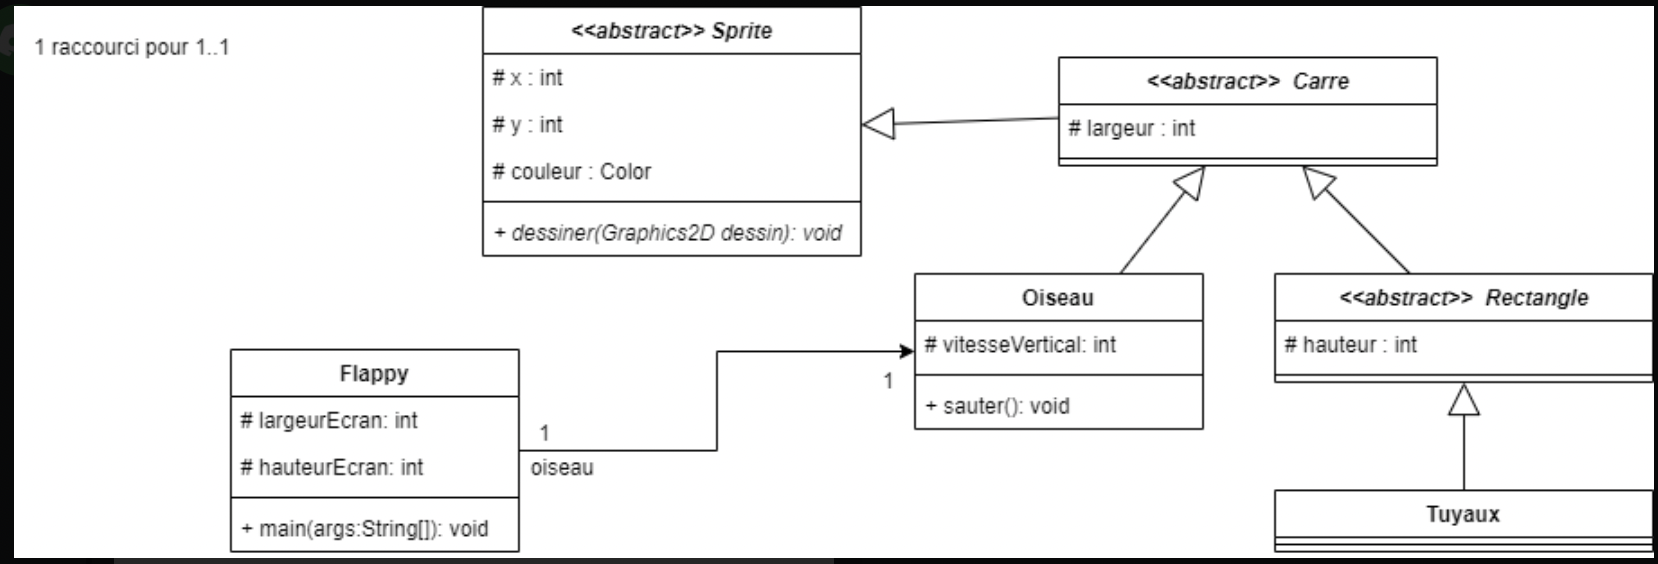 1 raccourci pour 1..1
<<abstract>> Sprite
# x : int
# y : int
# couleur : Color
+ dessiner(Graphics2D dessin): void
<<abstract>> Carre
# largeur : int
Oiseau
# vitesseVertical: int
+ sauter(): void
<<abstract>> Rectangle
# hauteur : int
Flappy
# largeurEcran: int
# hauteurEcran: int
+ main(args:String[]): void
1
oiseau
1
Tuyaux